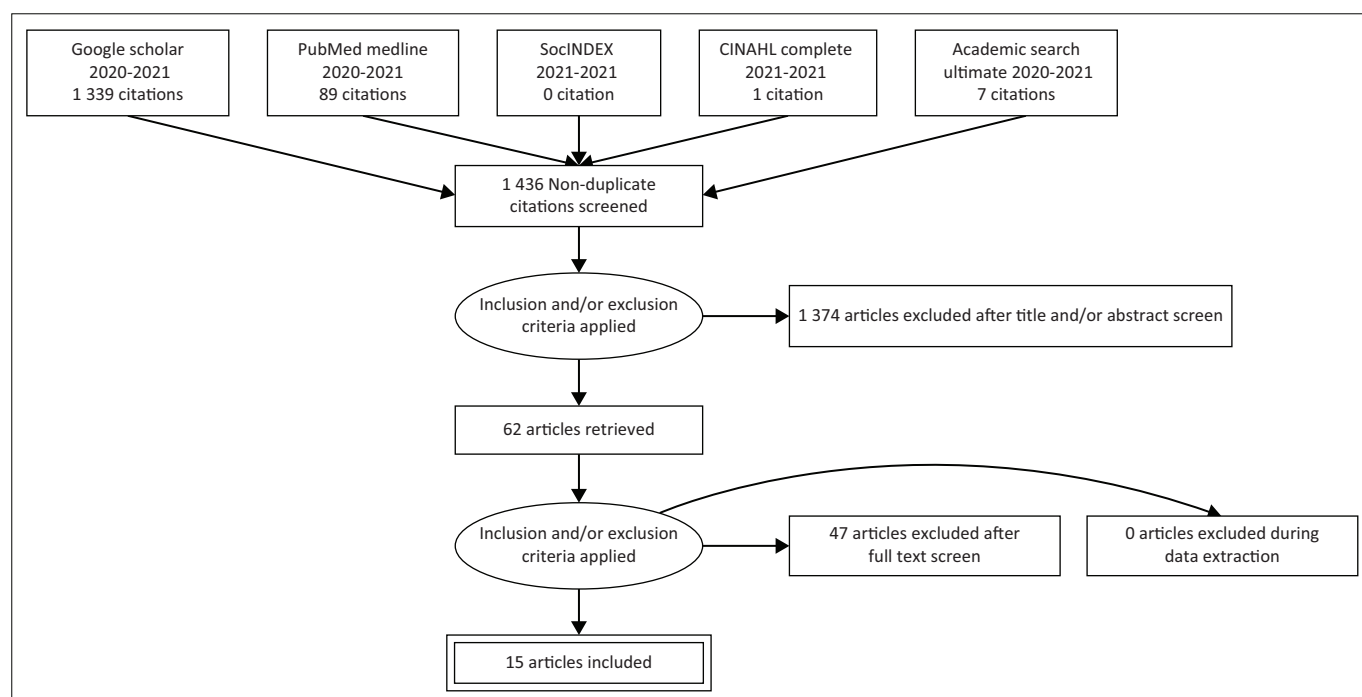 Google scholar
2020-2021
1 339 citations
PubMed medline
2020-2021
89 citations
SocINDEX
2021-2021
0 citation
CINAHL complete
2021-2021
1 citation
Academic search
ultimate 2020-2021
7 citations
1 436 Non-duplicate
citations screened
Inclusion and/or exclusion
criteria applied
1 374 articles excluded after title and/or abstract screen
62 articles retrieved
Inclusion and/or exclusion
criteria applied
47 articles excluded after
full text screen
0 articles excluded during
data extraction
15 articles included